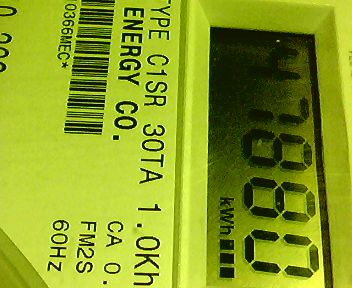 47880
kWh
TYPE C1SR 30TA 1.0Kh
ENERGY CO.
CA 0.
FM2S
60Hz
0366MEC*